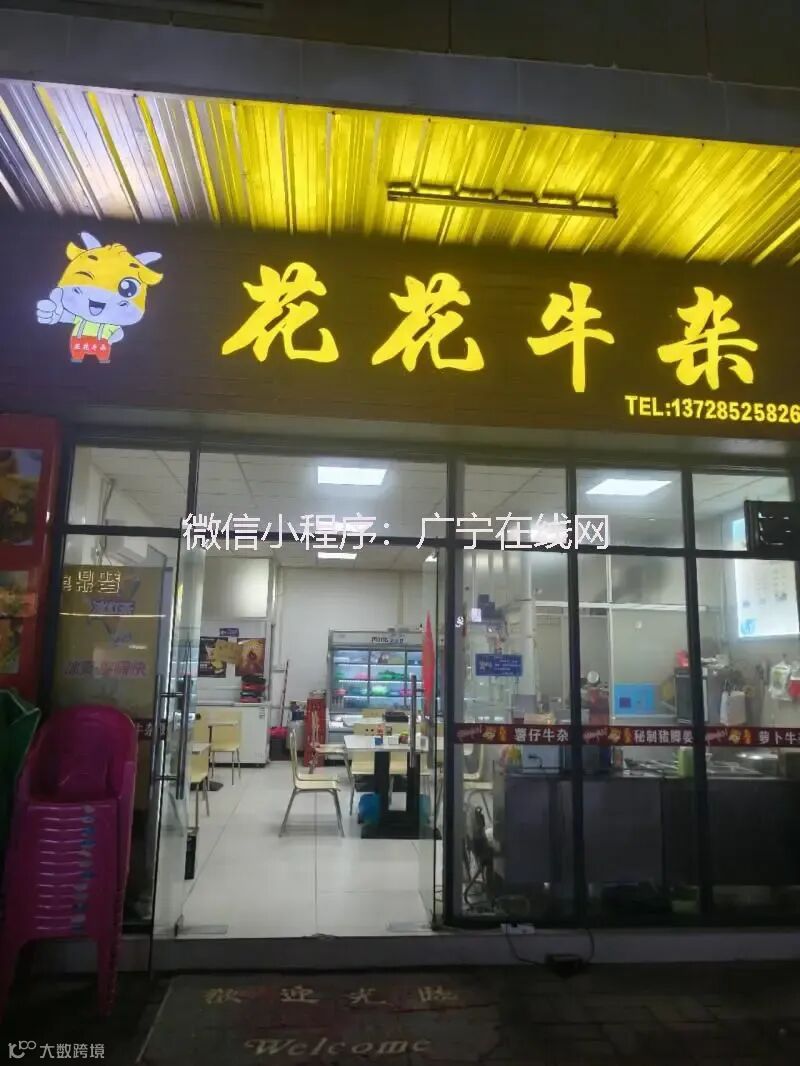 花花牛杂
花花牛杂
TEL:13728525826
微信小程序：广宁在线网
牛杂
薯仔牛杂
秘制猪脚姜
萝卜牛
欢迎光临
Welcome
大数跨境